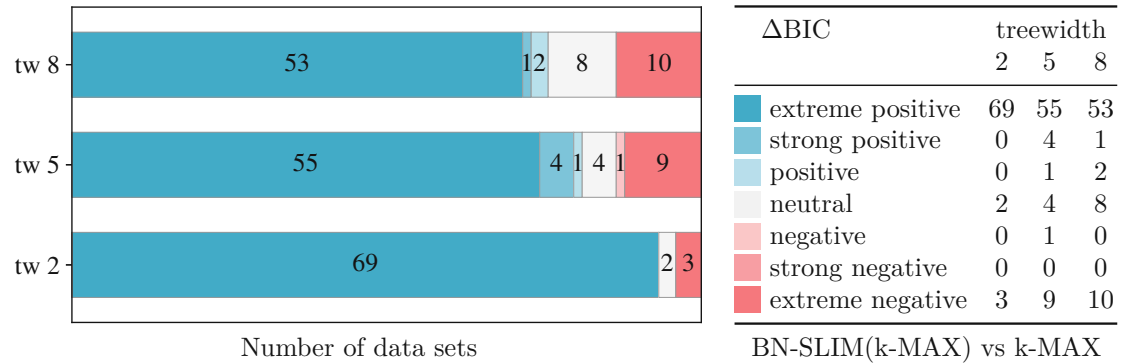 tw 8
53
1
2
8
10
tw 5
55
4
1
4
1
9
tw 2
69
2
3
Number of data sets
ΔBIC treewidth
2 5 8
extreme positive 69 55 53
strong positive 0 4 1
positive 0 1 2
neutral 2 4 8
negative 0 1 0
strong negative 0 0 0
extreme negative 3 9 10
BN-SLIM(k-MAX) vs k-MAX